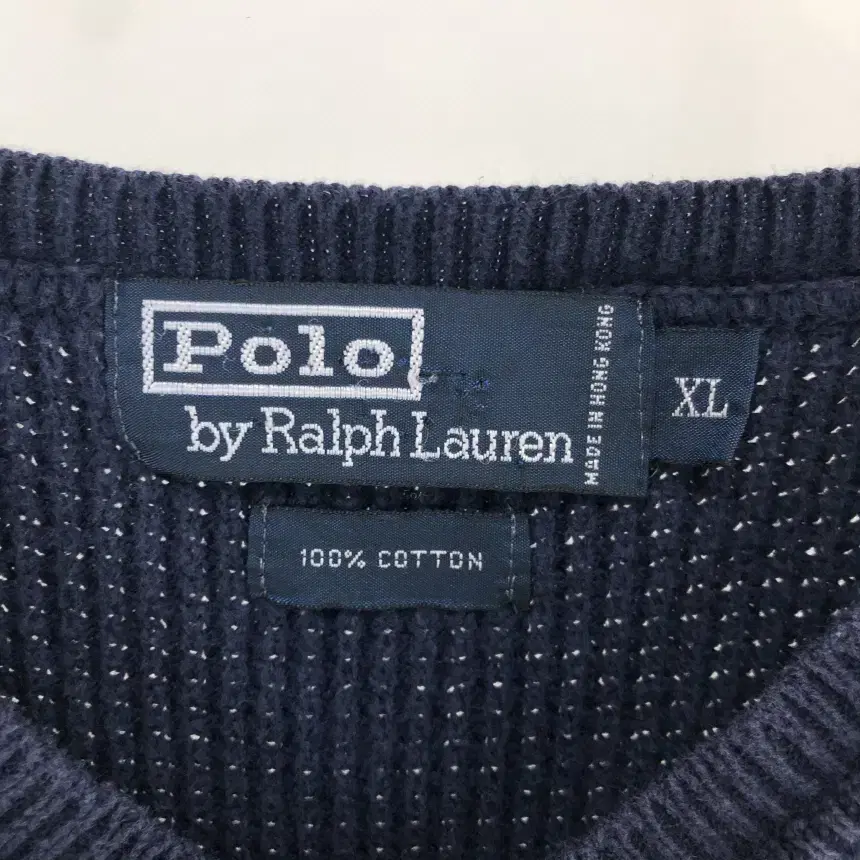 Polo
by Ralph Lauren
MADE IN HONG KONG
XL
100% COTTON